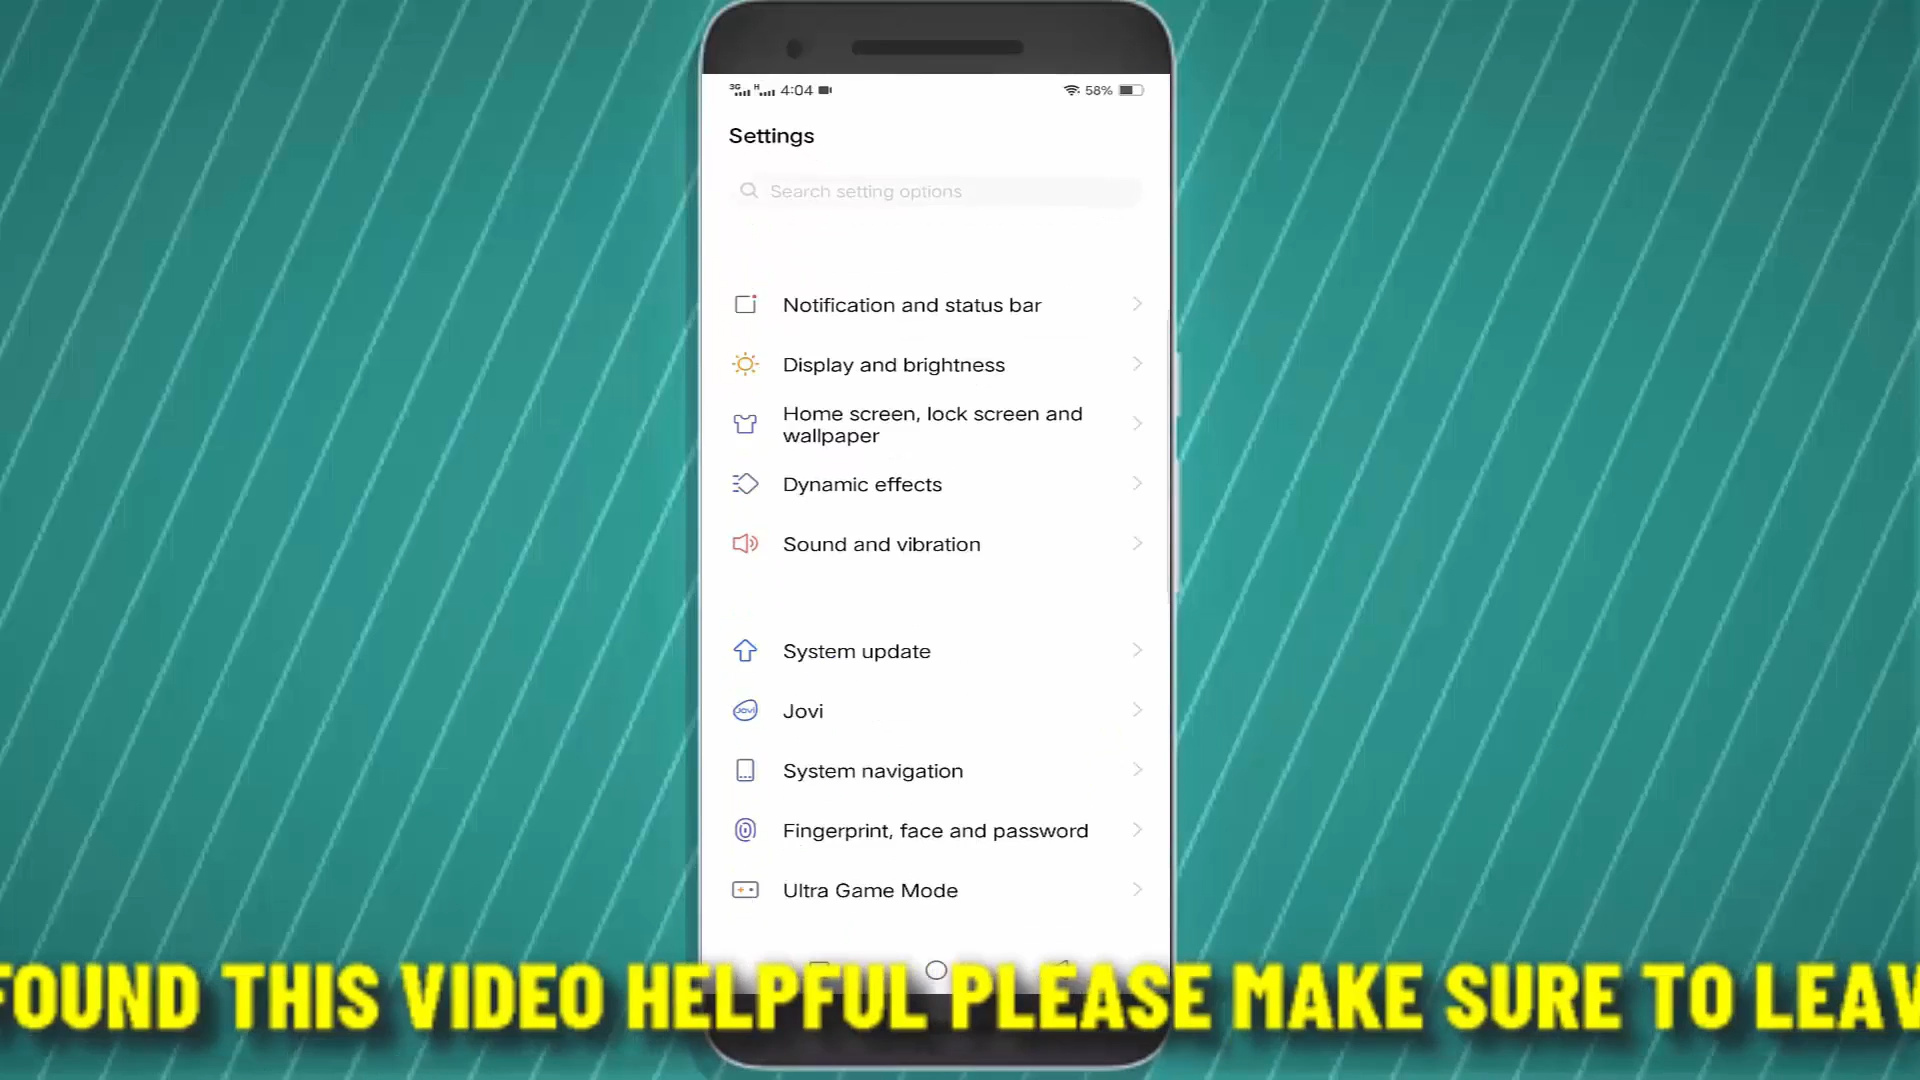 3G H 4:04 58%
Settings
Search setting options
Notification and status bar
Display and brightness
Home screen, lock screen and
wallpaper
Dynamic effects
Sound and vibration
System update
Jovi
Jovi
System navigation
Fingerprint, face and password
Ultra Game Mode
FOUND THIS VIDEO HELPFUL PLEASE MAKE SURE TO LEAV